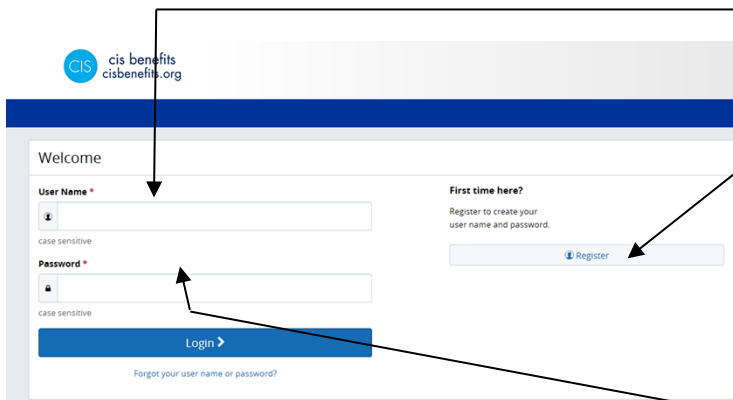 CIS
cis benefits
cisbenefits.org
Welcome
User Name *
case sensitive
Password *
case sensitive
Login
Forgot your user name or password?
First time here?
Register to create your
user name and password.
Register